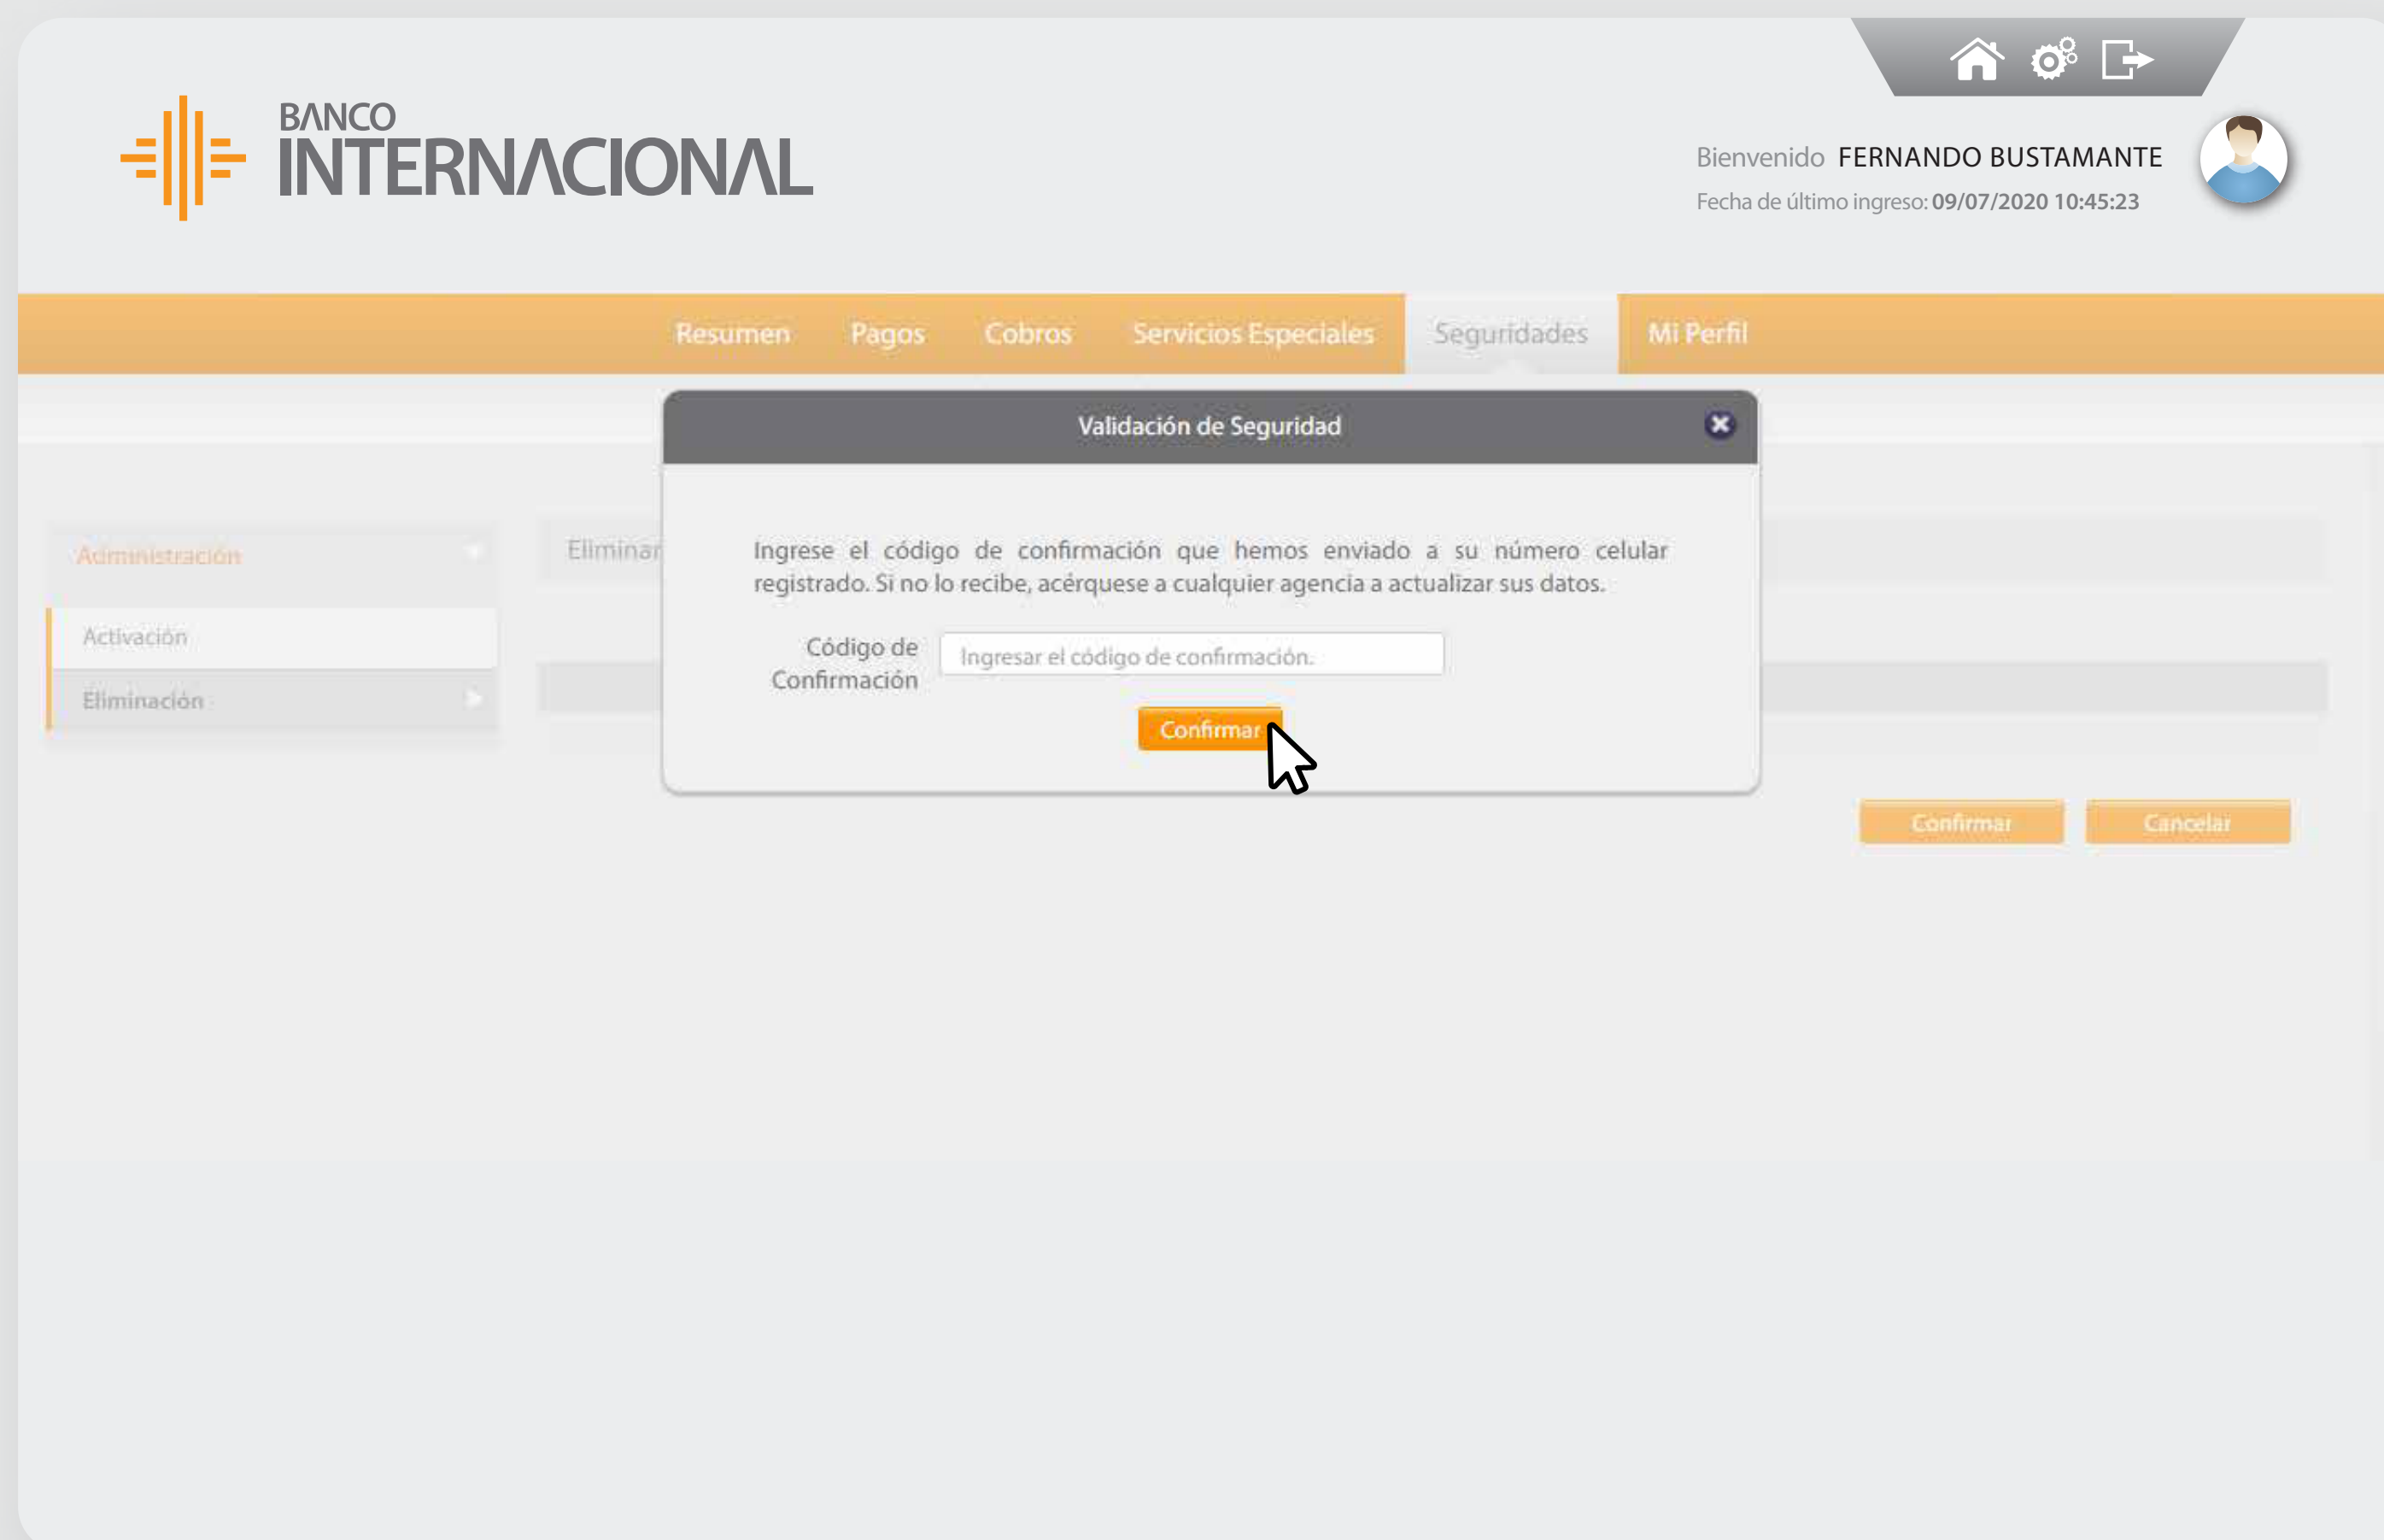 BANCO
INTERNACIONAL
Bienvenido FERNANDO BUSTAMANTE
Fecha de último ingreso: 09/07/2020 10:45:23
Resumen Pagos Cobros Servicios Especiales Seguridades Mi Perfil
Validación de Seguridad
Administración
Eliminar
Ingrese el código de confirmación que hemos enviado a su número celular
registrado. Si no lo recibe, acérquese a cualquier agencia a actualizar sus datos.
Activación
Código de
Confirmación
Ingresar el código de confirmación.
Eliminación
Confirmar
Confirmar Cancelar